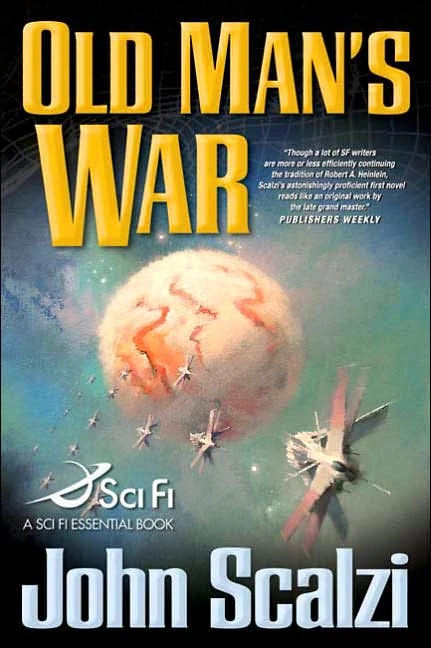 OLD MAN'S
WAR
"Though a lot of SF writers
are more or less efficiently continuing
the tradition of Robert A. Heinlein,
Scalzi's astonishingly proficient first novel
reads like an original work by
the late grand master."
PUBLISHERS WEEKLY
SCI FI
A SCI FI ESSENTIAL BOOK
JOHN SCALZI